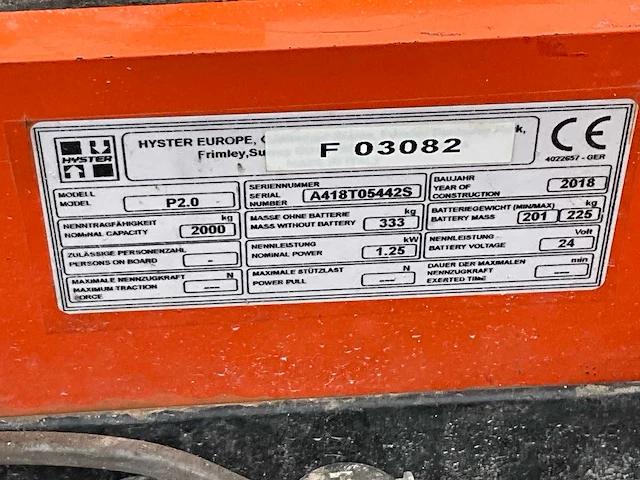 HYSTER
HYSTER EUROPE,
Frimley,Su
F 03082
CE
4022657 - GER
MODELL
MODEL
P2.0
SERIENNUMMER
SERIAL
NUMBER
A418T05442S
BAUJAHR
YEAR OF
CONSTRUCTION
2018
NENNTRAGFÄHIGKEIT
NOMINAL CAPACITY
kg
2000
MASSE OHNE BATTERIE
MASS WITHOUT BATTERY
kg
333
BATTERIEGEWICHT (MIN/MAX)
BATTERY MASS
kg
201 225
ZULÄSSIGE PERSONENZAHL
PERSONS ON BOARD
-
NENNLEISTUNG
NOMINAL POWER
kW
1.25
NENNLEISTUNG
BATTERY VOLTAGE
Volt
24
MAXIMALE NENNZUGKRAFT
MAXIMUM TRACTION
FORCE
N
---
MAXIMALE STÜTZLAST
POWER PULL
N
---
DAUER DER MAXIMALEN
NENNZUGKRAFT
EXERTED TIME
min
---